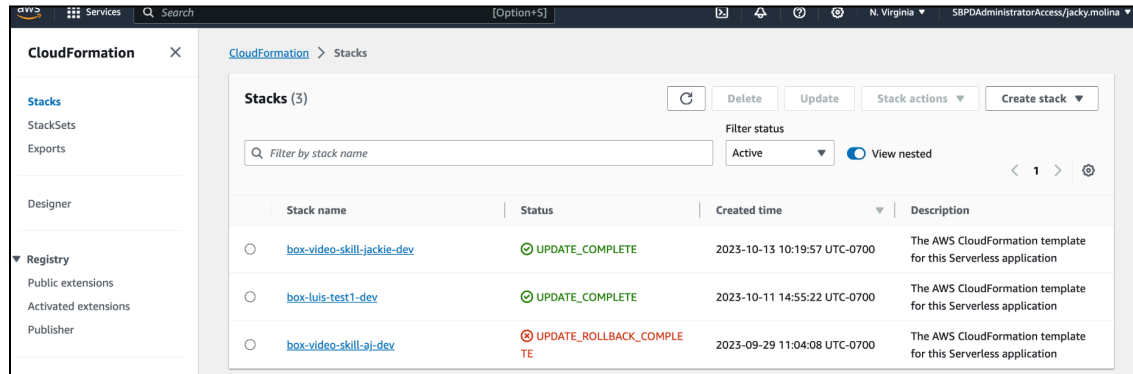 aws
Services
Search
[Option+S]
N. Virginia ▼
SBPDAdministratorAccess/jacky.molina ▼
CloudFormation
CloudFormation > Stacks
Stacks
StackSets
Exports
Designer
▼ Registry
Public extensions
Activated extensions
Publisher
Stacks (3)
Delete
Update
Stack actions ▼
Create stack ▼
Filter status
Filter by stack name
Active ▼
View nested
< 1 >
Stack name Status Created time Description
box-video-skill-jackie-dev UPDATE_COMPLETE 2023-10-13 10:19:57 UTC-0700 The AWS CloudFormation template
for this Serverless application
box-luis-test1-dev UPDATE_COMPLETE 2023-10-11 14:55:22 UTC-0700 The AWS CloudFormation template
for this Serverless application
box-video-skill-aj-dev UPDATE_ROLLBACK_COMPLE
TE 2023-09-29 11:04:08 UTC-0700 The AWS CloudFormation template
for this Serverless application